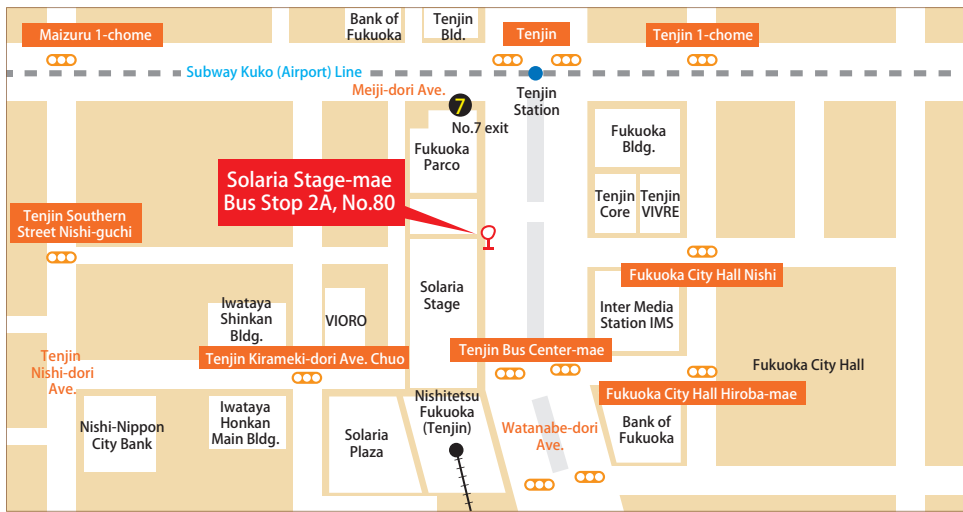 Maizuru 1-chome
Bank of
Fukuoka
Tenjin
Bld.
Tenjin
Tenjin 1-chome
Subway Kuko (Airport) Line
Meiji-dori Ave.
Tenjin
Station
7
No.7 exit
Fukuoka
Parco
Fukuoka
Bldg.
Solaria Stage-mae
Bus Stop 2A, No.80
Tenjin
Core
Tenjin
VIVRE
Tenjin Southern
Street Nishi-guchi
Fukuoka City Hall Nishi
Solaria
Stage
Iwataya
Shinkan
Bldg.
VIORO
Inter Media
Station IMS
Tenjin
Nishi-dori
Ave.
Tenjin Kirameki-dori Ave. Chuo
Tenjin Bus Center-mae
Fukuoka City Hall
Fukuoka City Hall Hiroba-mae
Nishi-Nippon
City Bank
Iwataya
Honkan
Main Bldg.
Solaria
Plaza
Nishitetsu
Fukuoka
(Tenjin)
Watanabe-dori
Ave.
Bank of
Fukuoka